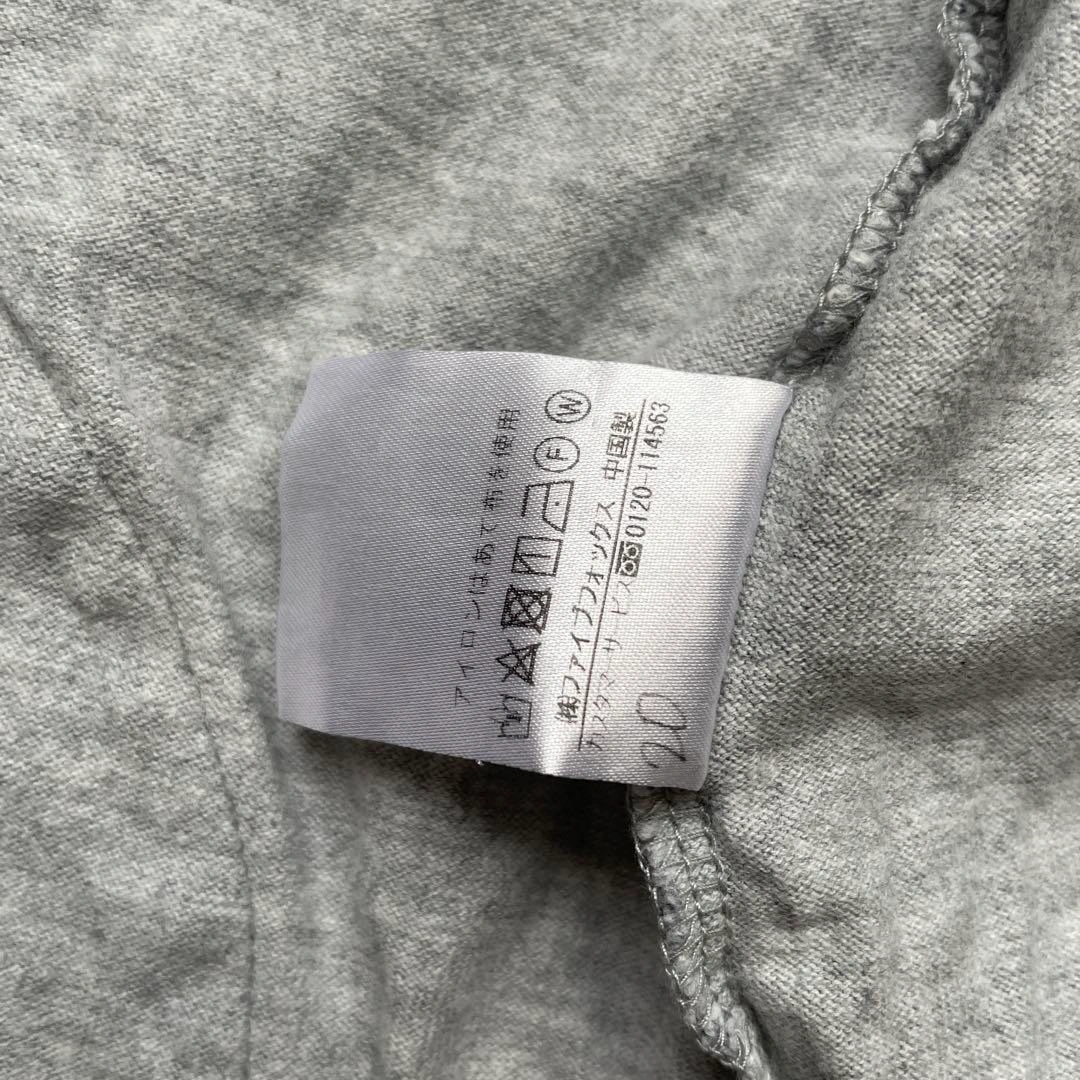 アイロンはあて布を使用
F W
㈱ファイブフォックス 中国製
カスタマーサービス 0120-114563
20